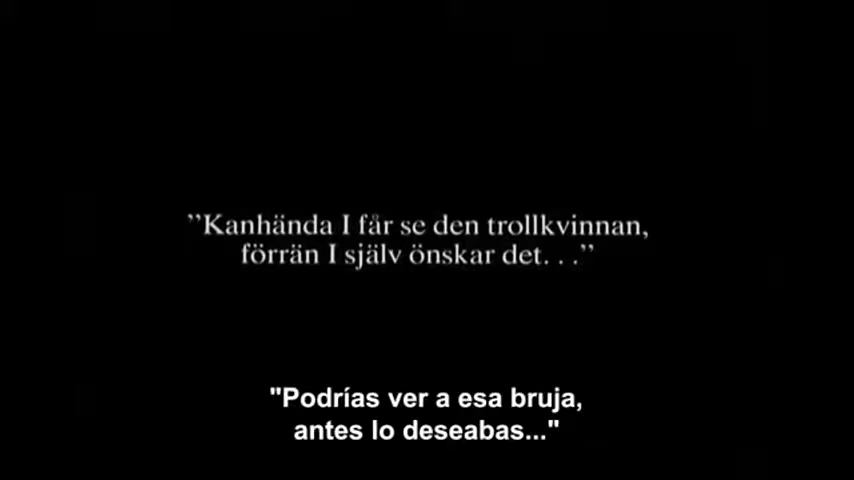 ”Kanhända I får se den trollkvinnan,
förrän I själv önskar det. . .”
"Podrías ver a esa bruja,
antes lo deseabas..."